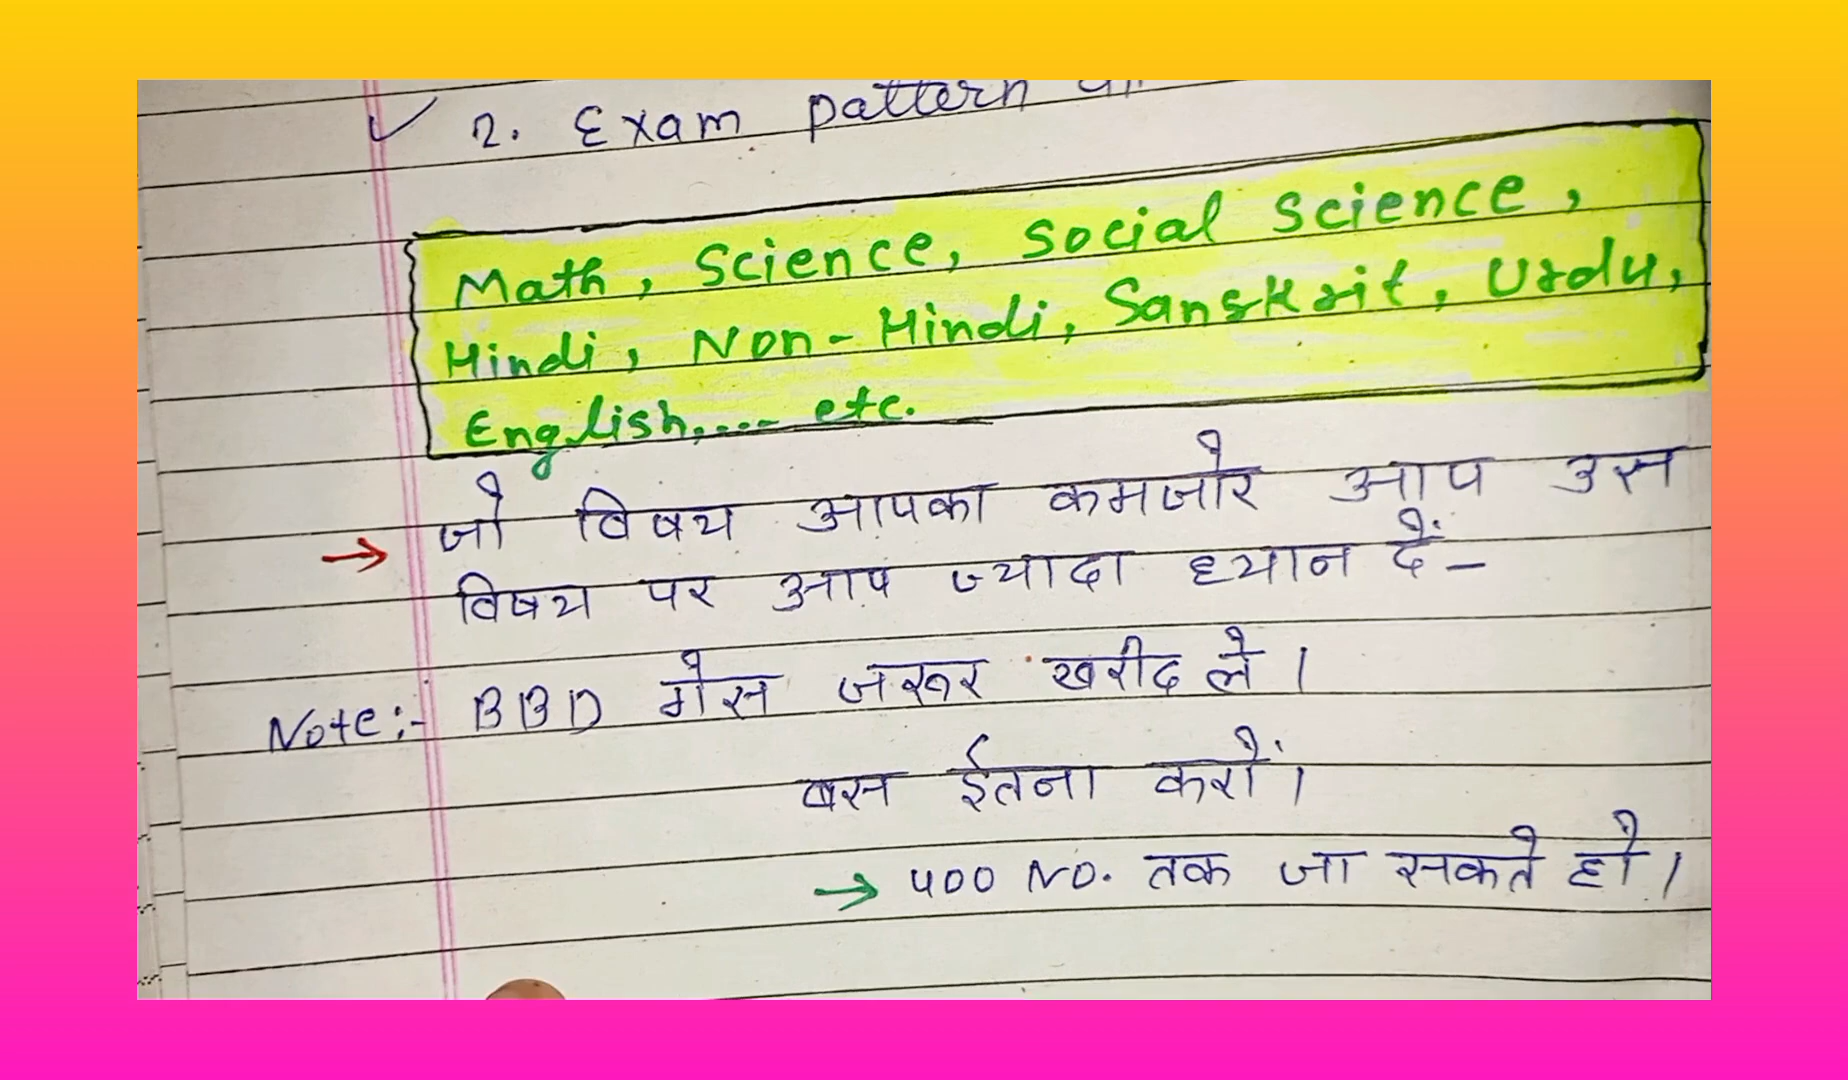 2. Exam pattern
Math, Science, Social Science,
Hindi, Non-Hindi, Sanskrit, Urdu,
English,.... etc.
→ जो विषय आपका कमजोर आप उस
विषय पर आप ज्यादा ध्यान दें-
Note:- BBD गेस जरूर खरीद ले।
बस ईतना करों।
→ 400 No. तक जा सकते हो।